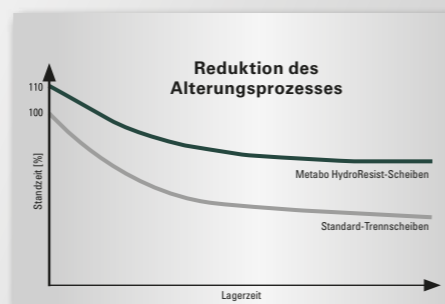 Reduktion des
Alterungsprozesses
110
100
Standzeit [%]
Metabo HydroResist-Scheiben
Standard-Trennscheiben
Lagerzeit